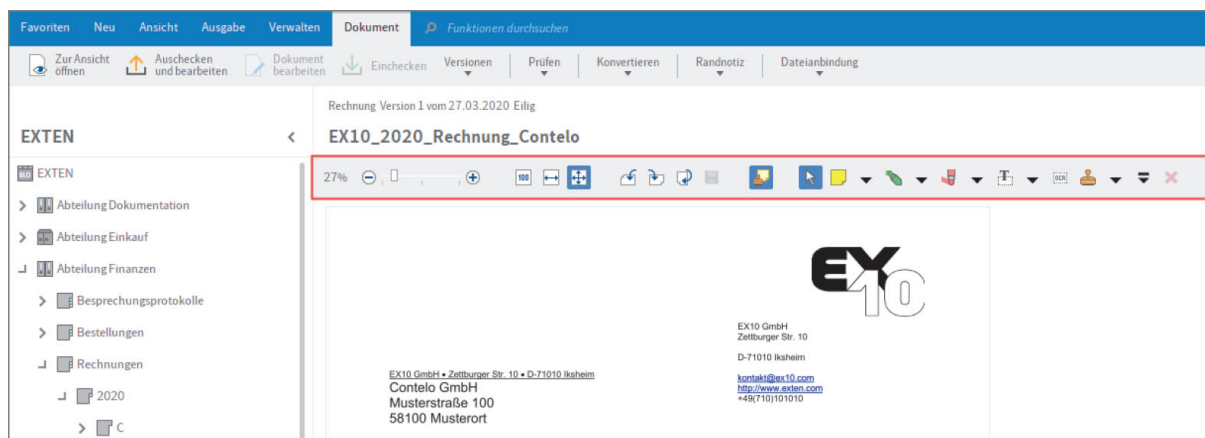 Favoriten Neu Ansicht Ausgabe Verwalten Dokument Funktionen durchsuchen
Zur Ansicht öffnen
Auschecken und bearbeiten
Dokument bearbeiten
Einchecken
Versionen
Prüfen
Konvertieren
Randnotiz
Dateianbindung
Rechnung Version 1 vom 27.03.2020 Eilig
EXTEN
EX10_2020_Rechnung_Contelo
ELO EXTEN
27% 100 T OCR
Abteilung Dokumentation
Abteilung Einkauf
Abteilung Finanzen
Besprechungsprotokolle
Bestellungen
Rechnungen
2020
C
EX10
EX10 GmbH
Zettburger Str. 10
D-71010 Iksheim
kontakt@ex10.com
http://www.exten.com
+49(710)101010
EX10 GmbH • Zettburger Str. 10 • D-71010 Iksheim
Contelo GmbH
Musterstraße 100
58100 Musterort